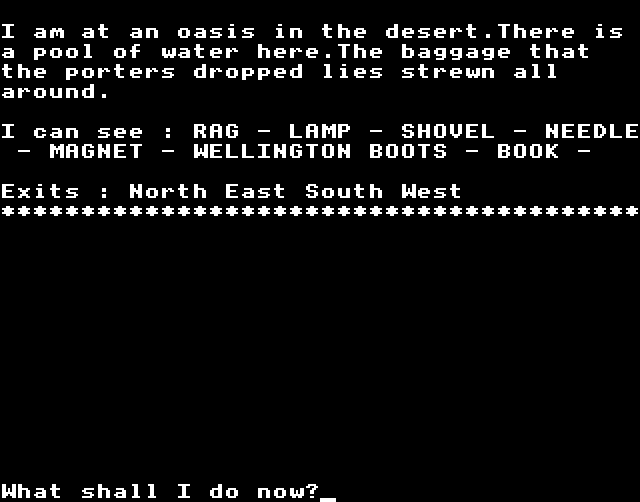 I am at an oasis in the desert.There is
a pool of water here.The baggage that
the porters dropped lies strewn all
around.
I can see : RAG - LAMP - SHOVEL - NEEDLE
- MAGNET - WELLINGTON BOOTS - BOOK -
Exits : North East South West
****************************************
What shall I do now?_